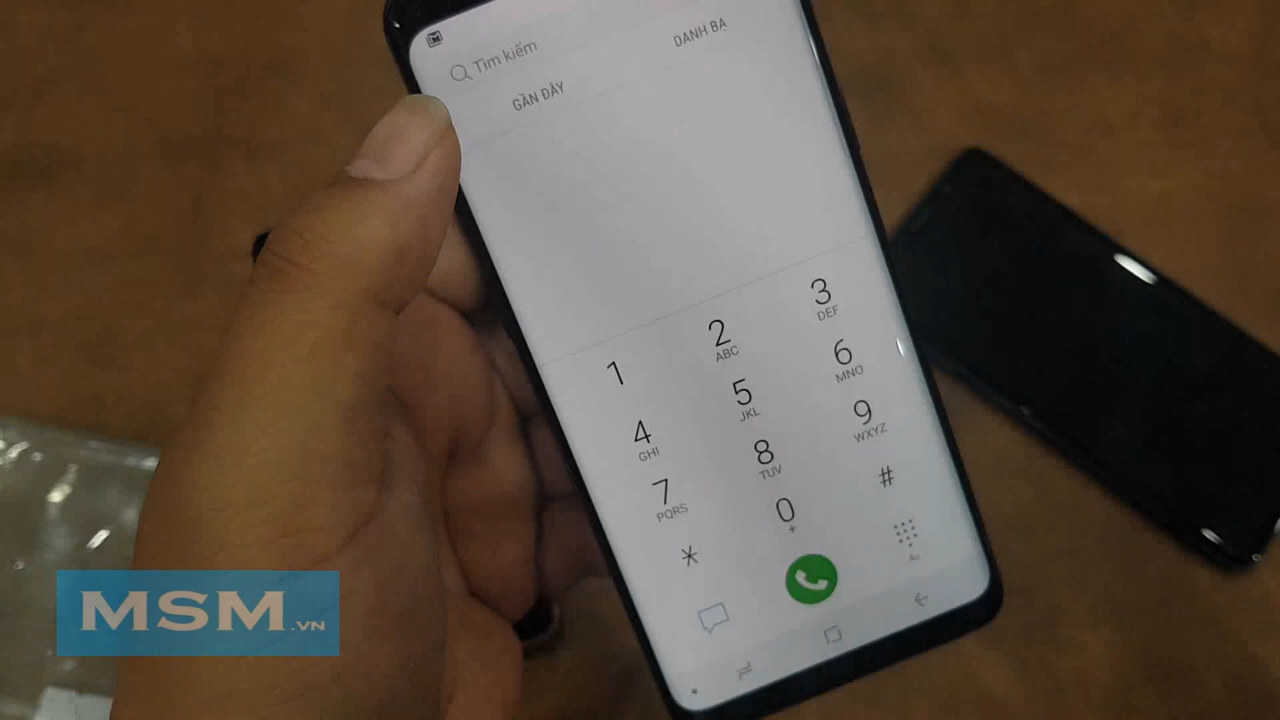 Tìm kiếm
DANH BẠ
GẦN ĐÂY
1
2
ABC
3
DEF
4
GHI
5
JKL
6
MNO
7
PQRS
8
TUV
9
WXYZ
*
0
+
#
Ẩn
MSM.VN